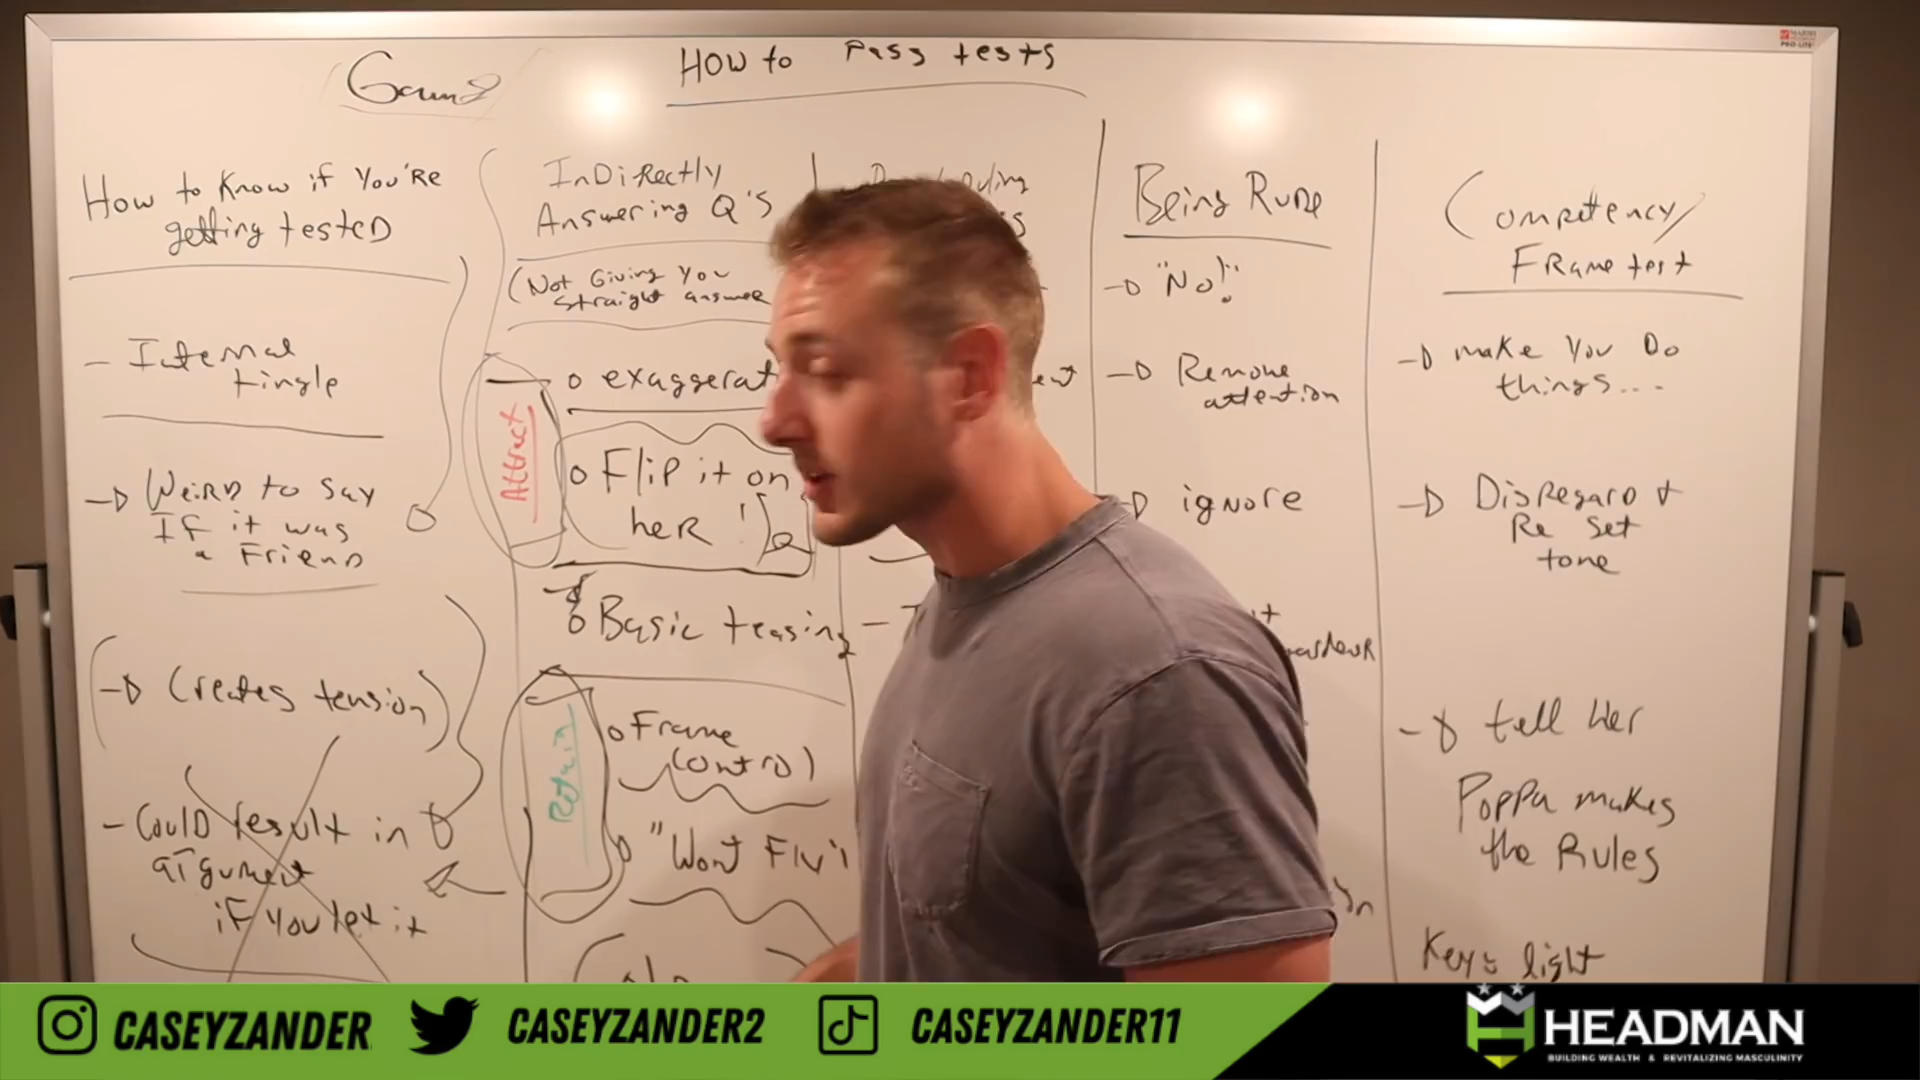 Game
HOW to Pass tests
How to Know if You're
getting tested
- Internal
tingle
Weird to say
If it was
a Friend
(Creates tension)
- Could result in
argument
if you let it
InDiRectly
Answering Q's
(Not Giving You
straight answer
Attract
exaggerat
Flip it on
her!
Basic teasing
Retain
Frame
Control
"Wont Fly"
Being Rude
"No!"
Remove
attention
ignore
Competency/
Frame test
make You Do
things...
Disregard &
Re Set
tone
tell Her
Poppa makes
the Rules
Key: light
CASEYZANDER
CASEYZANDER2
CASEYZANDER11
HEADMAN
BUILDING WEALTH & REVITALIZING MASCULINITY